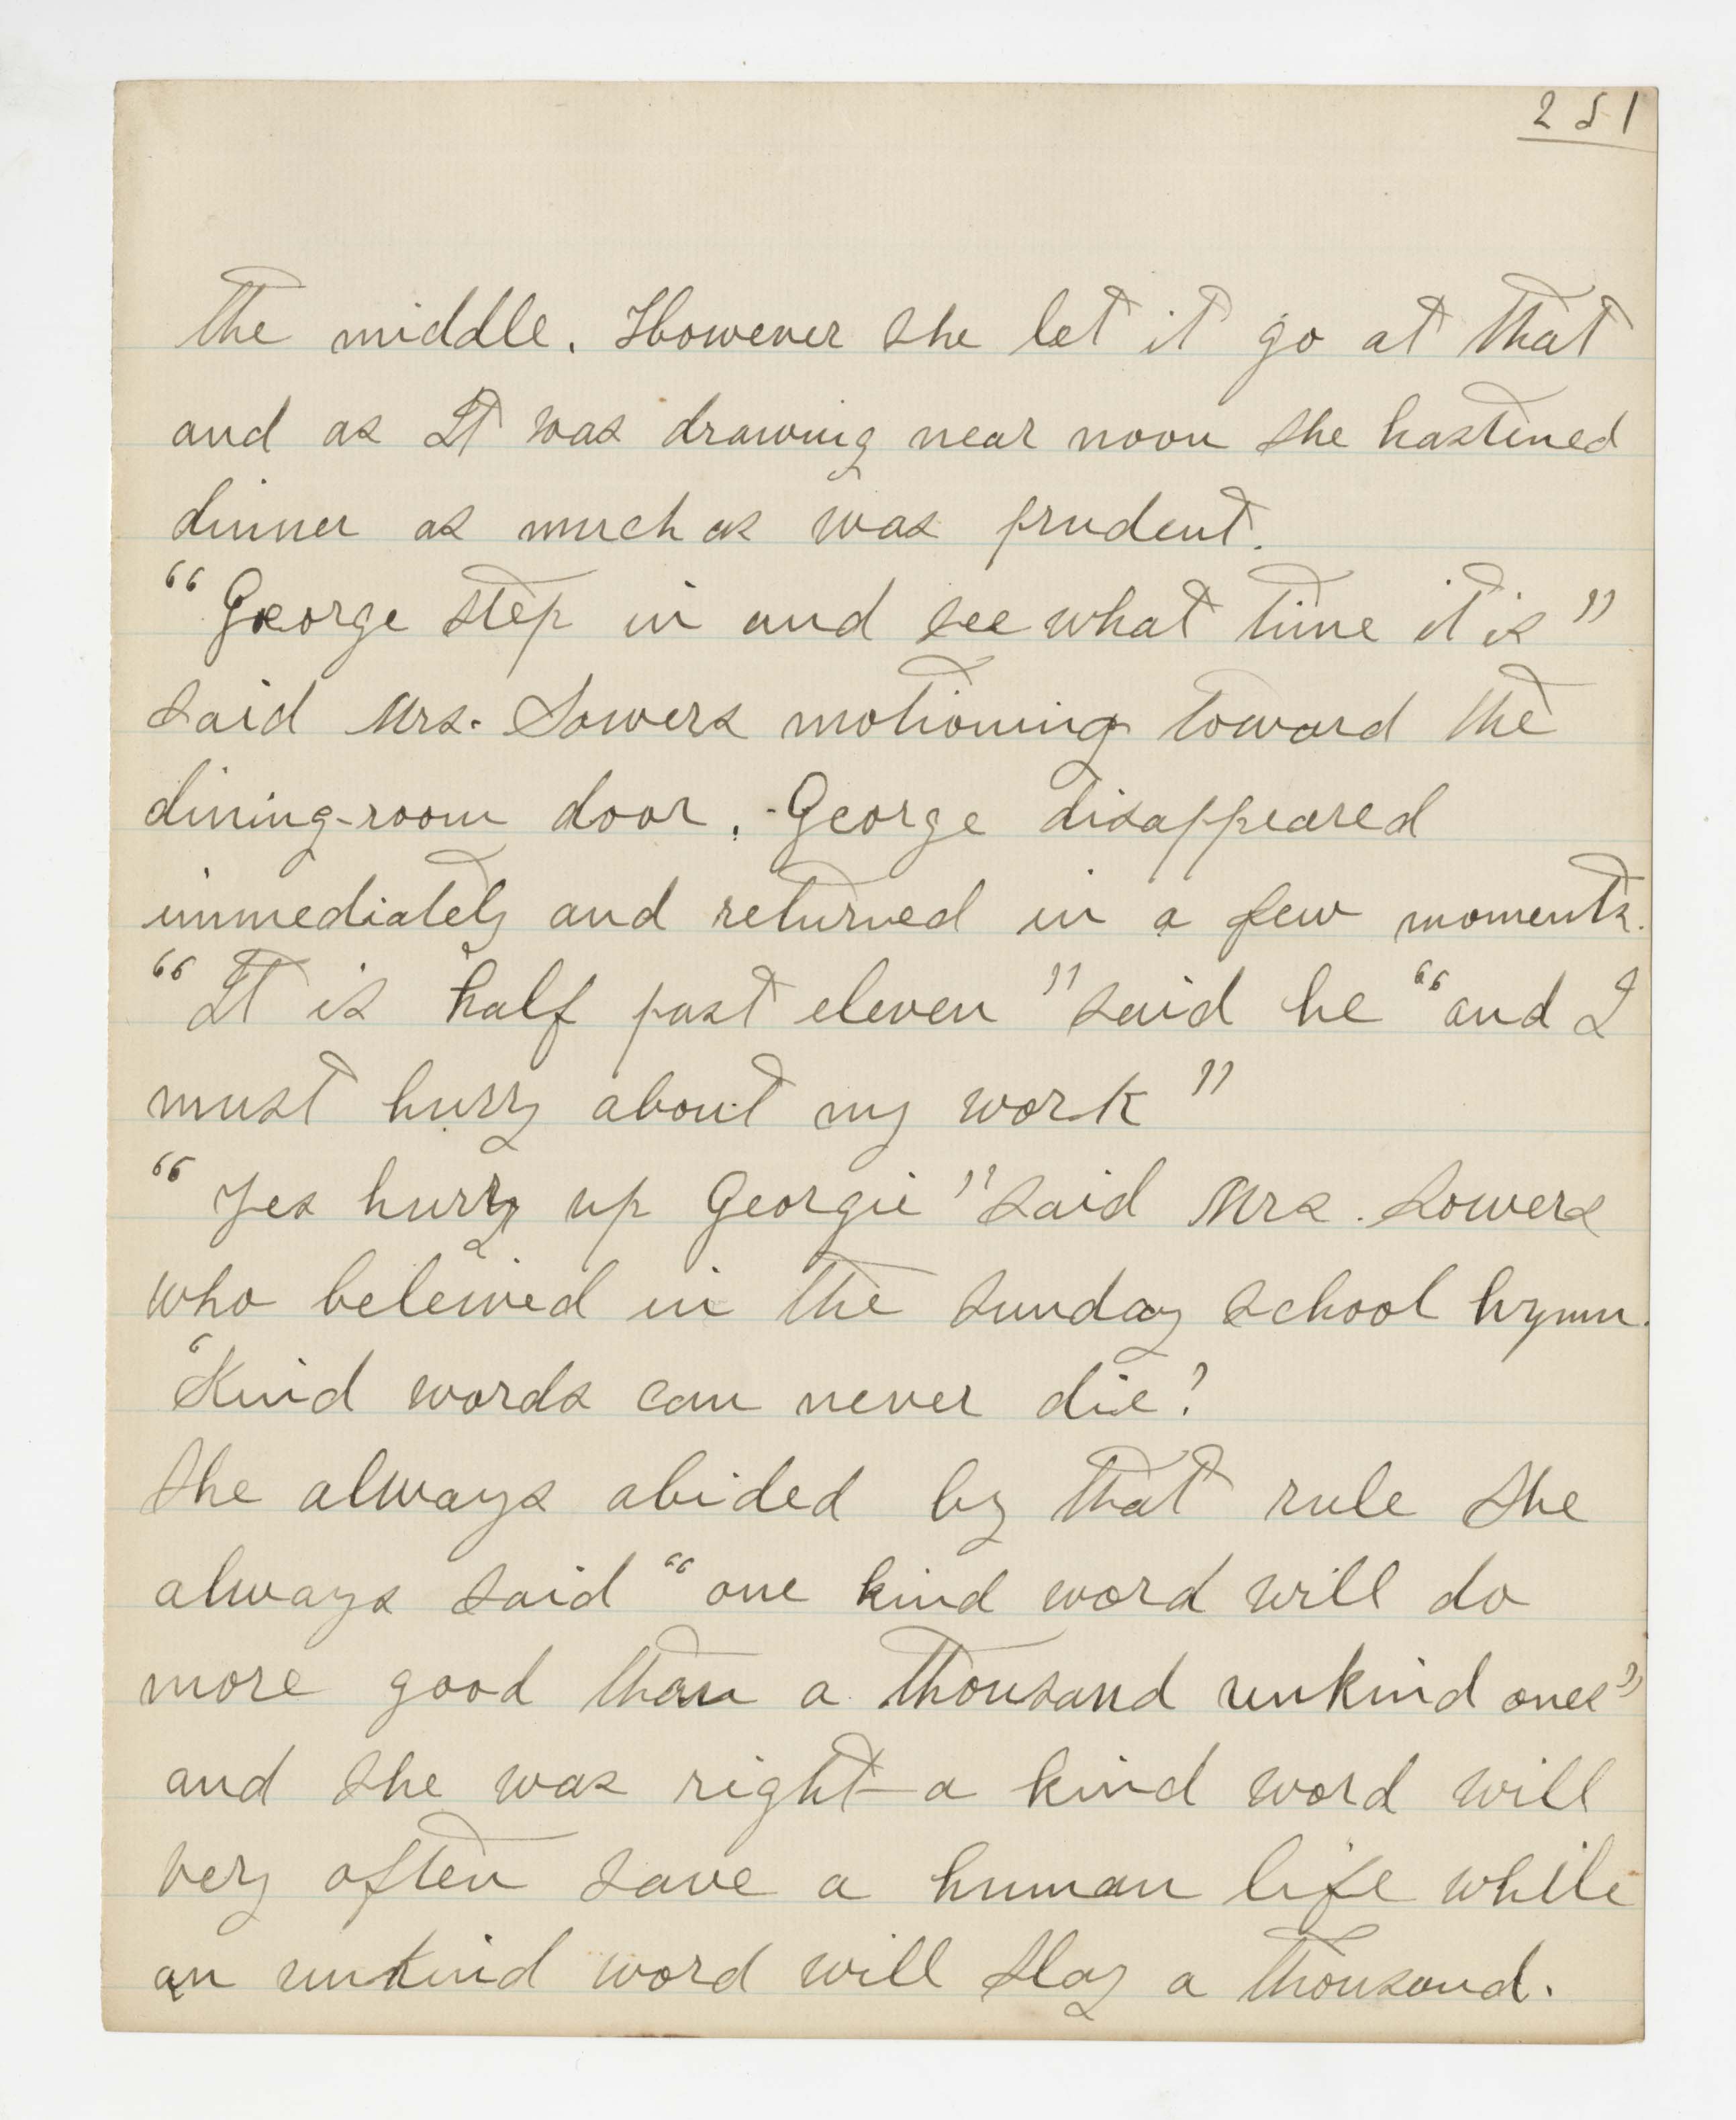 251
the middle. However she let it go at that
and as It was drawing near noon she hastined
dinner as much as was prudent.
“George step in and see what time it is”
said Mrs. Sowers motioning toward the
dining-room door. George disappeared
immediately and returned in a few moments.
“It is half past eleven” said he “and I
must hurry about my work”
“Yes hurry up Georgie” said Mrs. Sowers
who beleived in the sunday school hymn.
‘Kind words can never die’.
She always abided by that rule she
always said “one kind word will do
more good than a thousand unkind ones”
and she was right – a kind word will
very often save a human life while
an unkind word will slay a thousand.